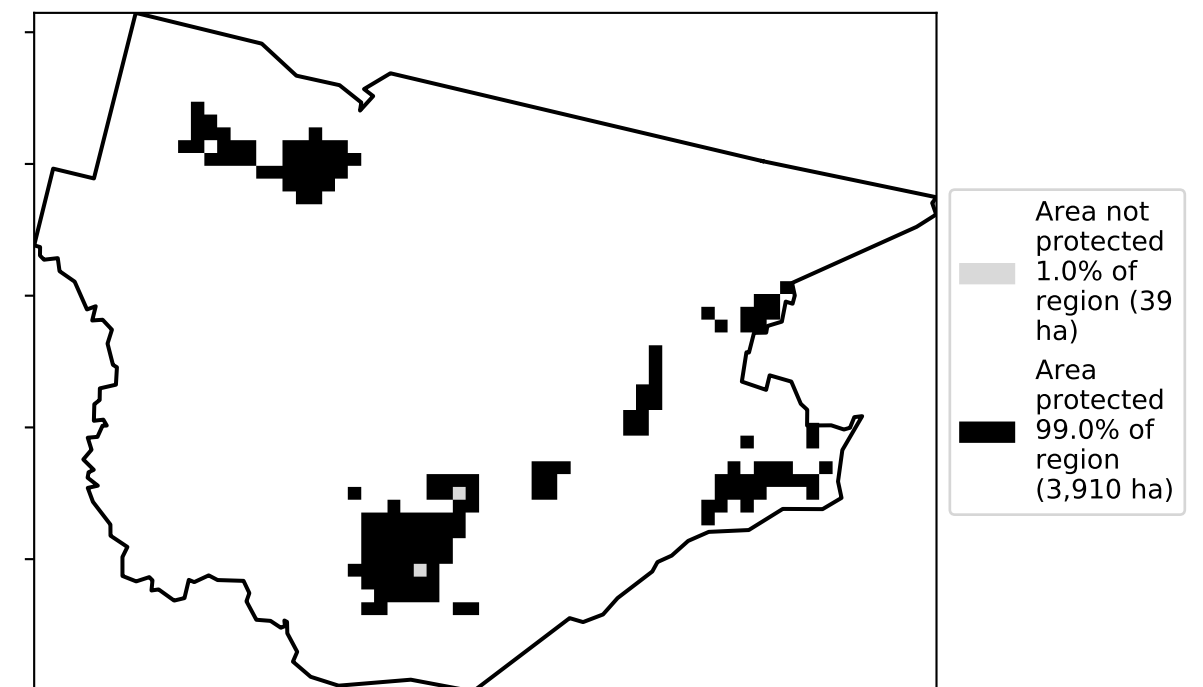 Area not
protected
1.0% of
region (39
ha)
Area
protected
99.0% of
region
(3,910 ha)